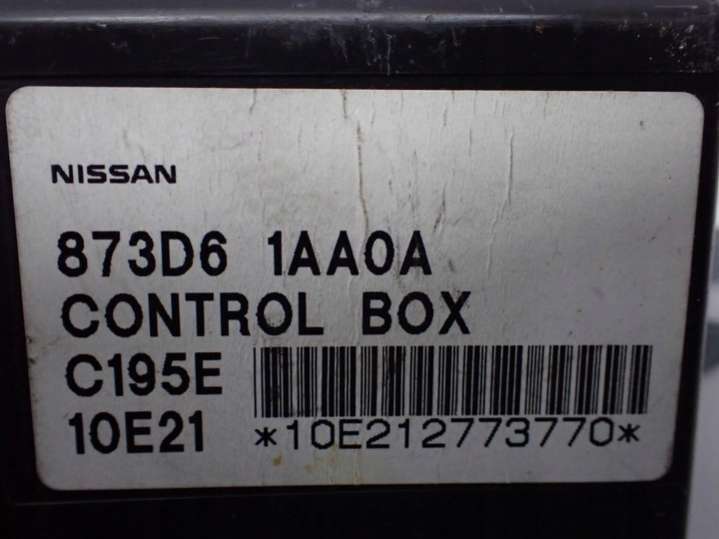 NISSAN
873D6 1AA0A
CONTROL BOX
C195E
10E21 *10E212773770*